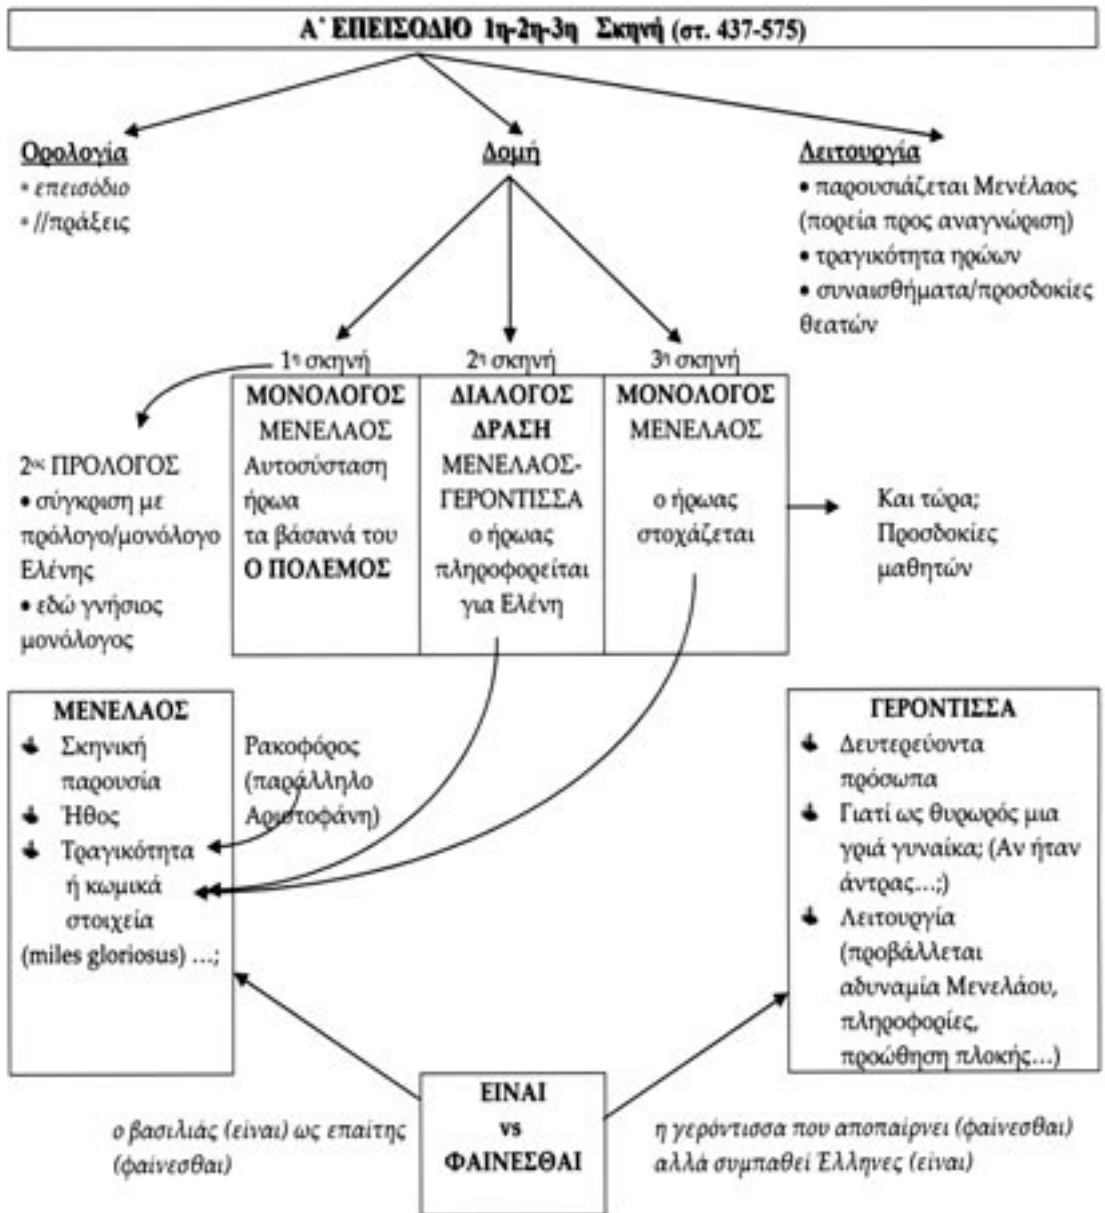 Α΄ ΕΠΕΙΣΟΔΙΟ 1η-2η-3η Σκηνή (στ. 437-575)
Ορολογία
• επεισόδιο
• //πράξεις
Δομή
Λειτουργία
• παρουσιάζεται Μενέλαος
(πορεία προς αναγνώριση)
• τραγικότητα ηρώων
• συναισθήματα/προσδοκίες
θεατών
1η σκηνή
2η σκηνή
3η σκηνή
2ος ΠΡΟΛΟΓΟΣ
• σύγκριση με
πρόλογο/μονόλογο
Ελένης
• εδώ γνήσιος
μονόλογος
ΜΟΝΟΛΟΓΟΣ
ΜΕΝΕΛΑΟΣ
Αυτοσύσταση
ήρωα
τα βάσανά του
Ο ΠΟΛΕΜΟΣ
ΔΙΑΛΟΓΟΣ
ΔΡΑΣΗ
ΜΕΝΕΛΑΟΣ-
ΓΕΡΟΝΤΙΣΣΑ
ο ήρωας
πληροφορείται
για Ελένη
ΜΟΝΟΛΟΓΟΣ
ΜΕΝΕΛΑΟΣ
ο ήρωας
στοχάζεται
Και τώρα;
Προσδοκίες
μαθητών
ΜΕΝΕΛΑΟΣ
Σκηνική
παρουσία
Ήθος
Τραγικότητα
ή κωμικά
στοιχεία
(miles gloriosus) …;
Ρακοφόρος
(παράλληλο
Αριστοφάνη)
ΓΕΡΟΝΤΙΣΣΑ
Δευτερεύοντα
πρόσωπα
Γιατί ως θυρωρός μια
γριά γυναίκα; (Αν ήταν
άντρας…;)
Λειτουργία
(προβάλλεται
αδυναμία Μενελάου,
πληροφορίες,
προώθηση πλοκής…)
ΕΙΝΑΙ
vs
ΦΑΙΝΕΣΘΑΙ
ο βασιλιάς (είναι) ως επαίτης
(φαίνεσθαι)
η γερόντισσα που αποπαίρνει (φαίνεσθαι)
αλλά συμπαθεί Έλληνες (είναι)